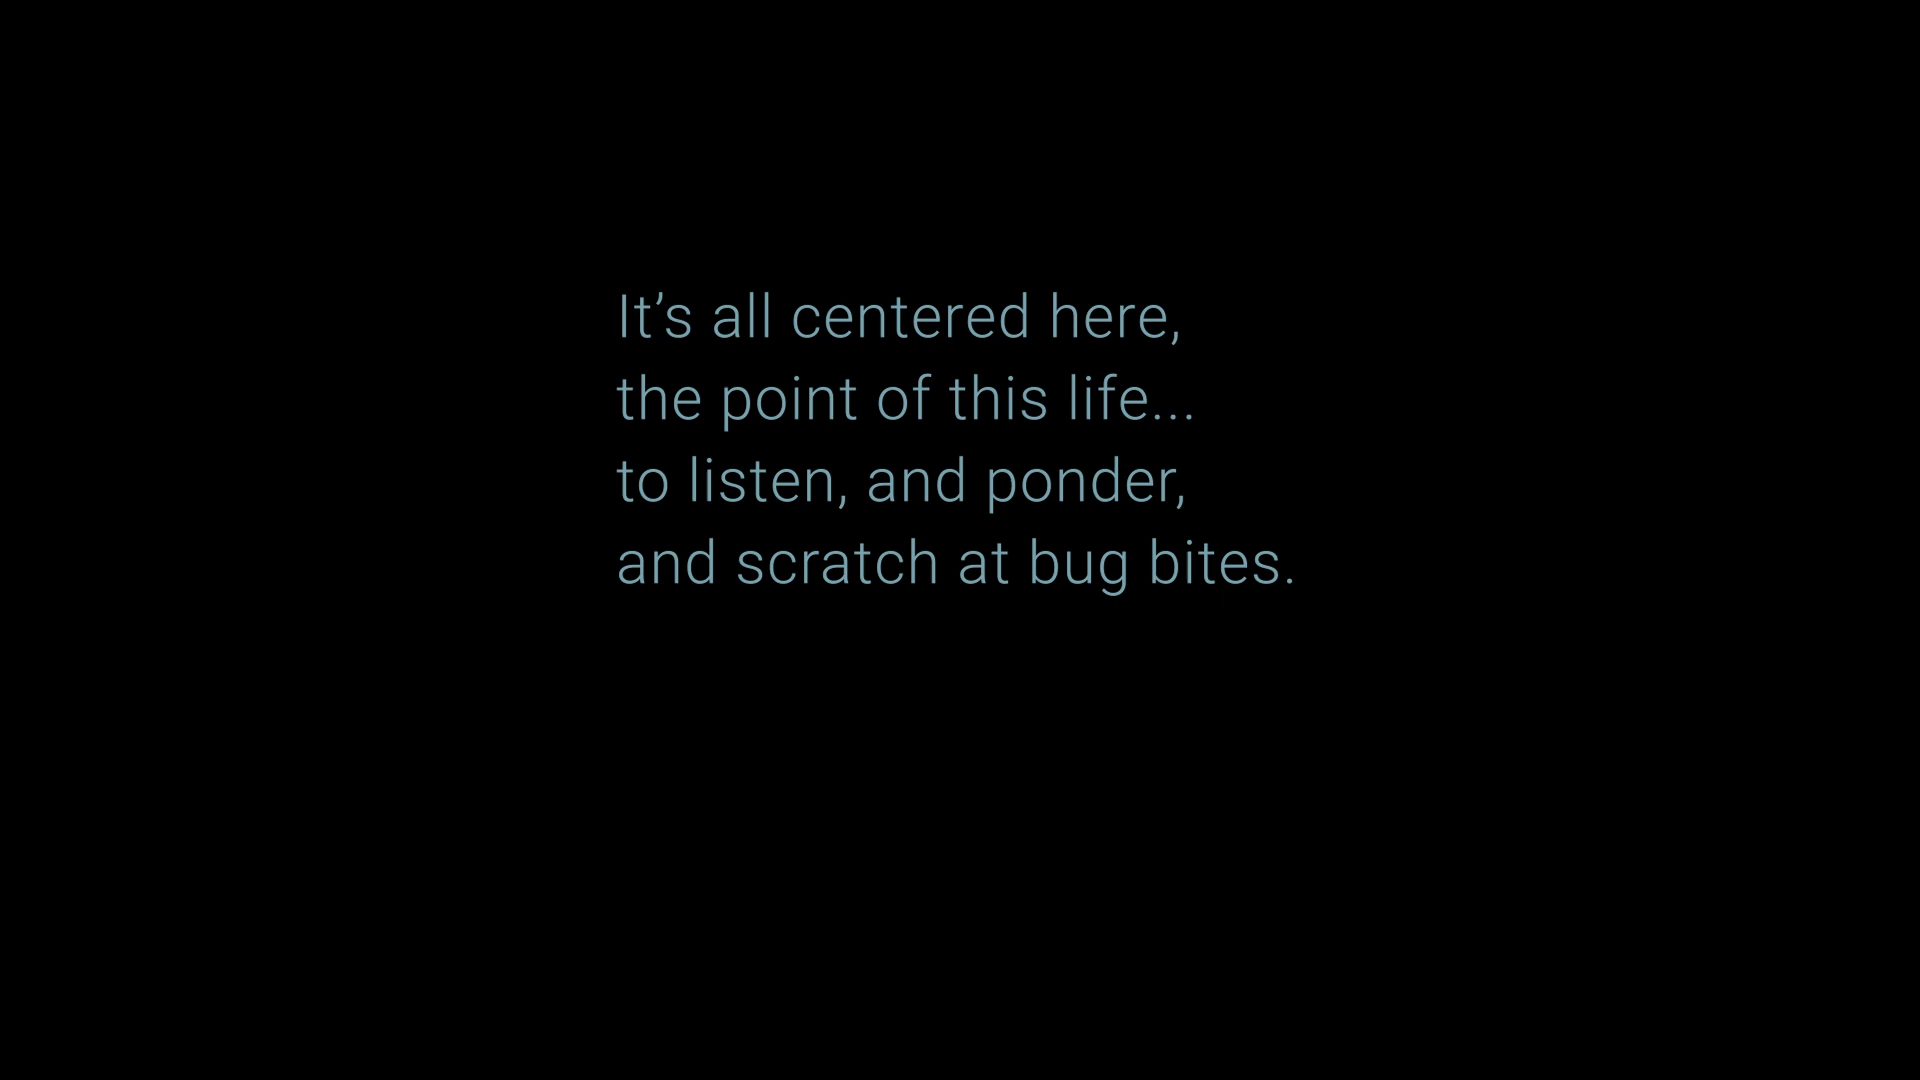 It’s all centered here,
the point of this life...
to listen, and ponder,
and scratch at bug bites.